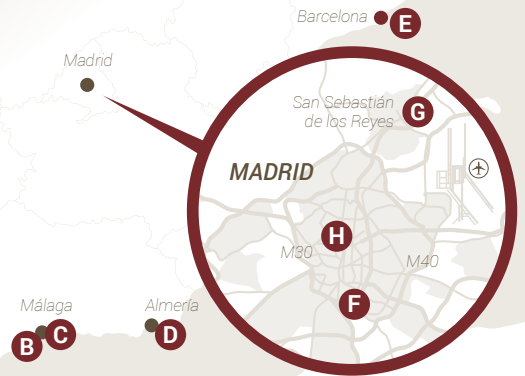 Barcelona
E
Madrid
San Sebastián
de los Reyes
G
MADRID
H
M30
M40
F
Málaga
B
C
Almería
D